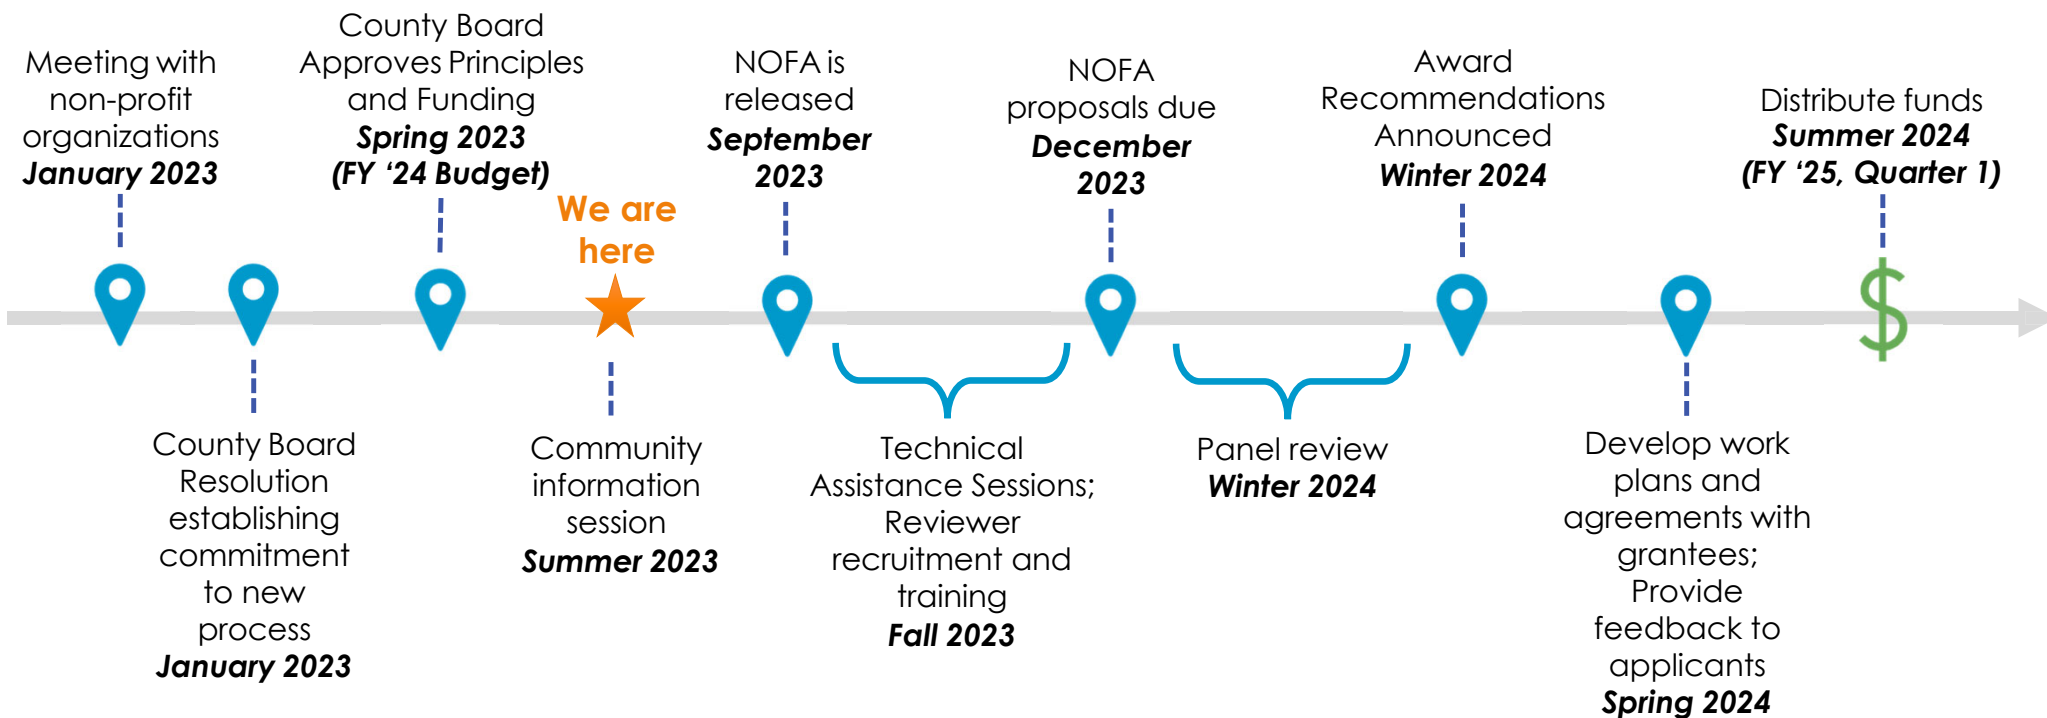 Meeting with
non-profit
organizations
January 2023
County Board
Resolution
establishing
commitment
to new
process
January 2023
County Board
Approves Principles
and Funding
Spring 2023
(FY ‘24 Budget)
We are
here
Community
information
session
Summer 2023
NOFA is
released
September
2023
Technical
Assistance Sessions;
Reviewer
recruitment and
training
Fall 2023
NOFA
proposals due
December
2023
Panel review
Winter 2024
Award
Recommendations
Announced
Winter 2024
Develop work
plans and
agreements with
grantees;
Provide
feedback to
applicants
Spring 2024
Distribute funds
Summer 2024
(FY ‘25, Quarter 1)
$